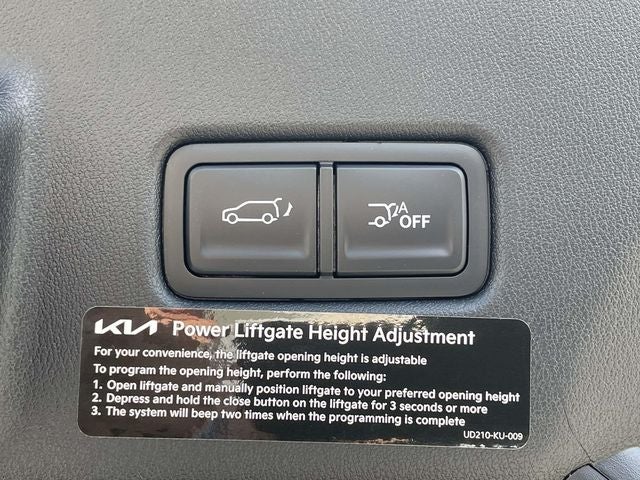 A
OFF
KIA Power Liftgate Height Adjustment
For your convenience, the liftgate opening height is adjustable
To program the opening height, perform the following:
1. Open liftgate and manually position liftgate to your preferred opening height
2. Depress and hold the close button on the liftgate for 3 seconds or more
3. The system will beep two times when the programming is complete
UD210-KU-009